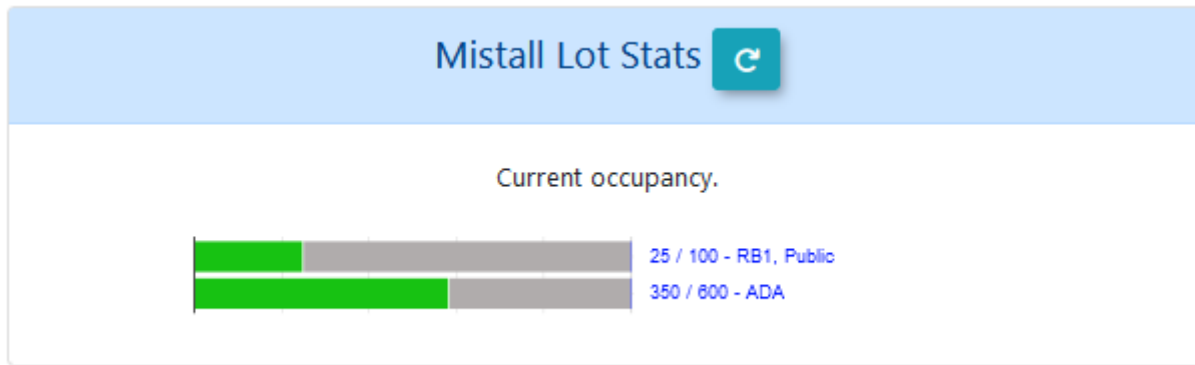 Mistall Lot Stats
Current occupancy.
25 / 100 - RB1, Public
350 / 600 - ADA